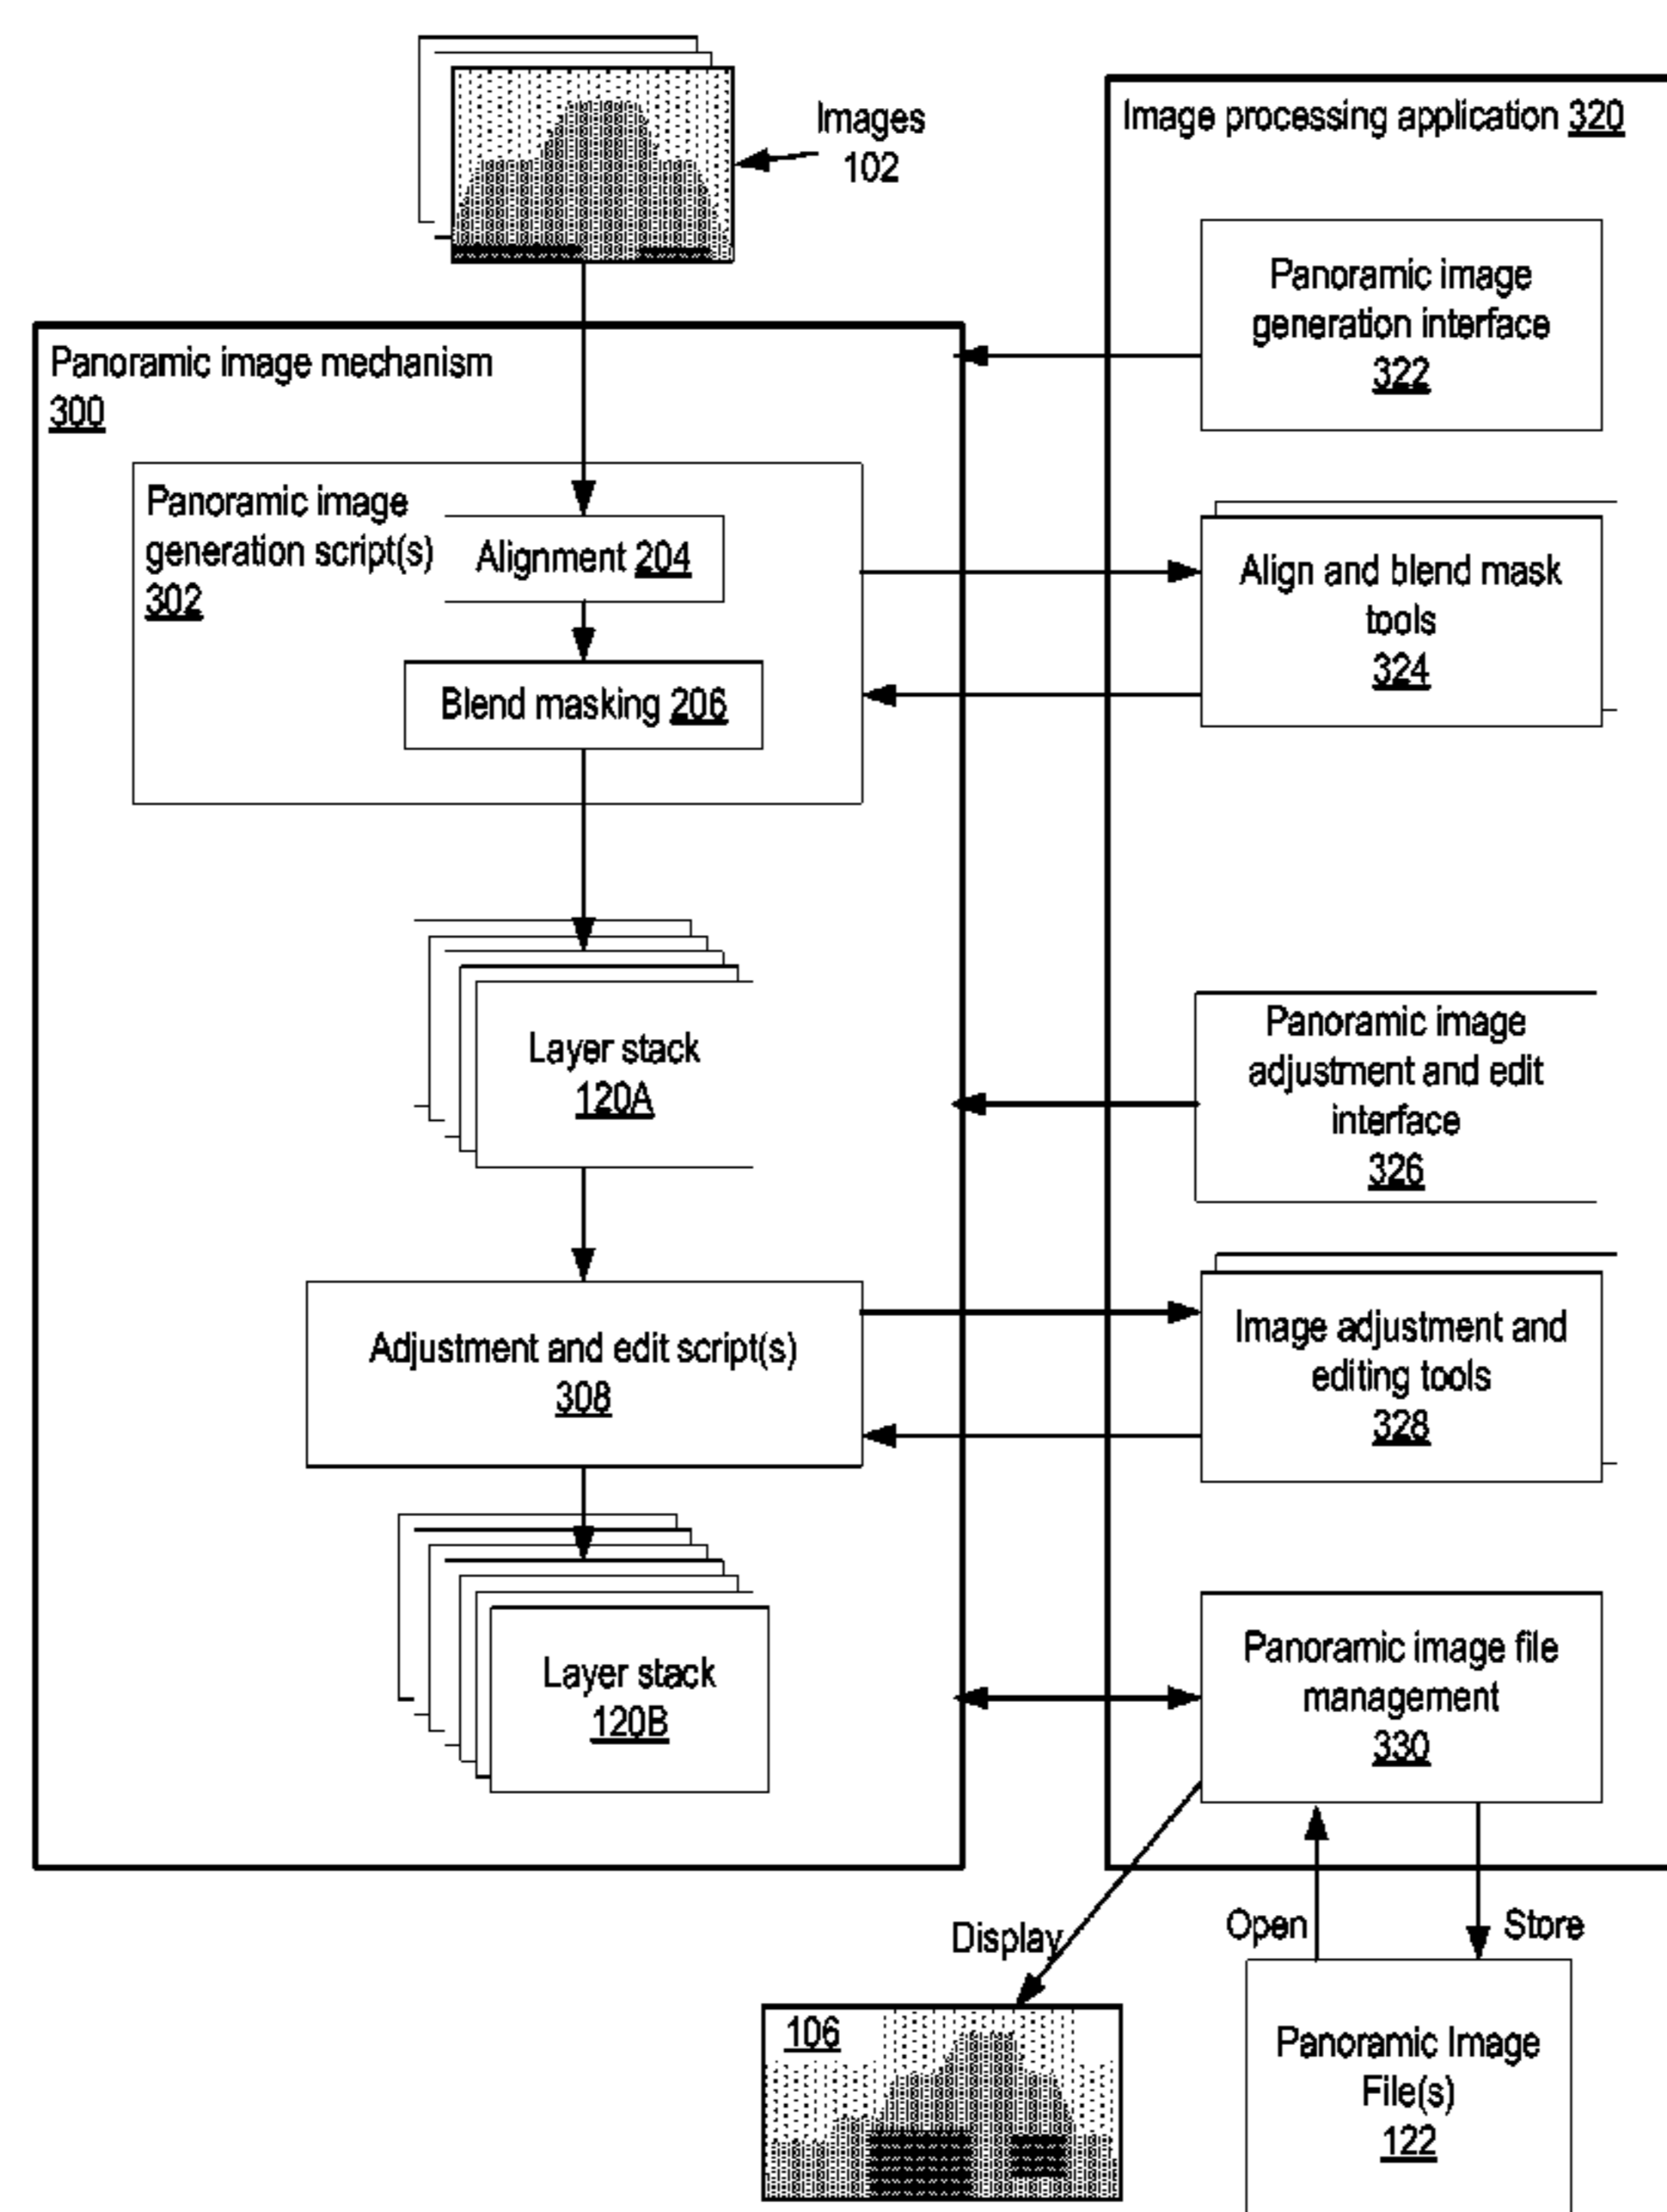 Images
102
Image processing application 320
Panoramic image
generation interface
322
Panoramic image mechanism
300
Panoramic image
generation script(s)
302
Alignment 204
Blend masking 206
Align and blend mask
tools
324
Layer stack
120A
Panoramic image
adjustment and edit
interface
326
Adjustment and edit script(s)
308
Image adjustment and
editing tools
328
Layer stack
120B
Panoramic image file
management
330
Display
Open
Store
106
Panoramic Image
File(s)
122